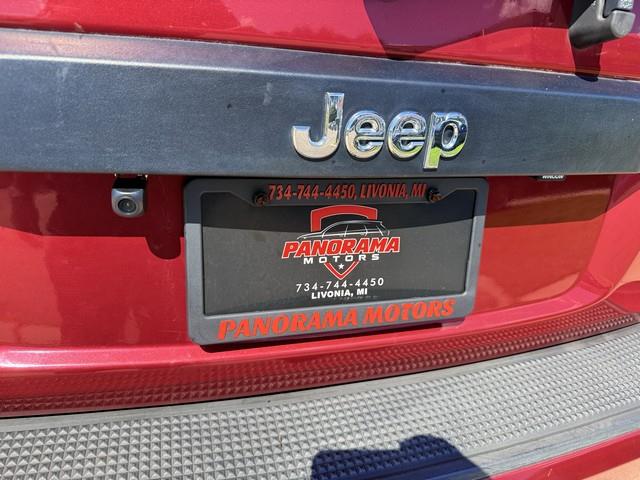 Jeep
734-744-4450, LIVONIA, MI
PANORAMA
MOTORS
734-744-4450
LIVONIA, MI
PANORAMA MOTORS